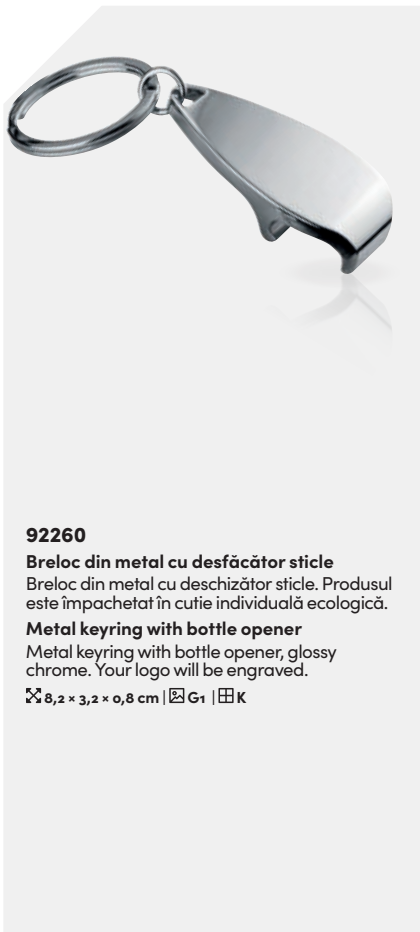 92260
Breloc din metal cu desfăcător sticle
Breloc din metal cu deschizător sticle. Produsul
este împachetat în cutie individuală ecologică.
Metal keyring with bottle opener
Metal keyring with bottle opener, glossy
chrome. Your logo will be engraved.
8,2 × 3,2 × 0,8 cm | G1 | K